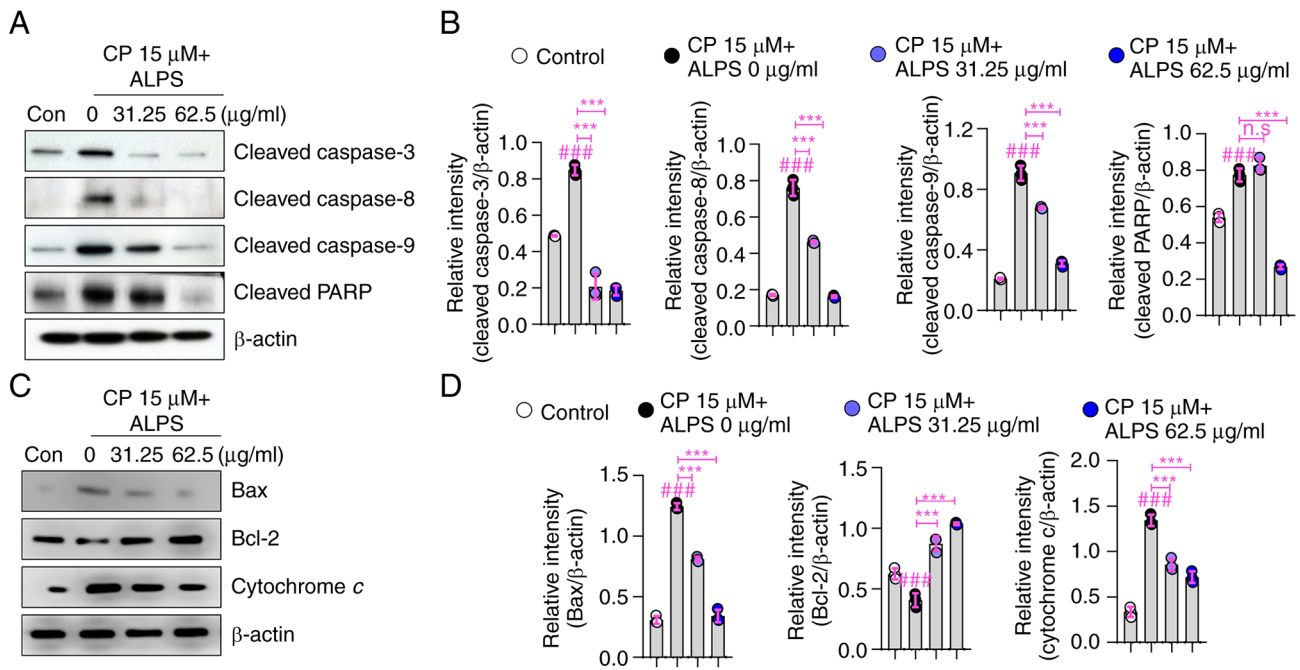 A
CP 15 µM+
ALPS
Con 0 31.25 62.5 (µg/ml)
Cleaved caspase-3
Cleaved caspase-8
Cleaved caspase-9
Cleaved PARP
β-actin
B
Control
CP 15 µM+
ALPS 0 µg/ml
CP 15 µM+
ALPS 31.25 µg/ml
CP 15 µM+
ALPS 62.5 µg/ml
Relative intensity
(cleaved caspase-3/β-actin)
1.0
0.8
0.6
0.4
0.2
0.0
###
***
***
Relative intensity
(cleaved caspase-8/β-actin)
1.0
0.8
0.6
0.4
0.2
0.0
###
***
***
Relative intensity
(cleaved caspase-9/β-actin)
1.2
0.8
0.4
0.0
###
***
***
Relative intensity
(cleaved PARP/β-actin)
1.0
0.8
0.6
0.4
0.2
0.0
###
n.s
***
C
CP 15 µM+
ALPS
Con 0 31.25 62.5 (µg/ml)
Bax
Bcl-2
Cytochrome c
β-actin
D
Control
CP 15 µM+
ALPS 0 µg/ml
CP 15 µM+
ALPS 31.25 µg/ml
CP 15 µM+
ALPS 62.5 µg/ml
Relative intensity
(Bax/β-actin)
1.5
1.0
0.5
0.0
###
***
***
Relative intensity
(Bcl-2/β-actin)
1.5
1.0
0.5
0.0
###
***
***
Relative intensity
(cytochrome c/β-actin)
2.0
1.5
1.0
0.5
0.0
###
***
***